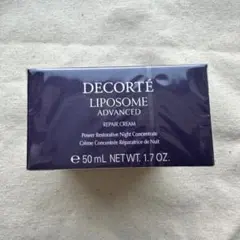 DECORTÉ
LIPOSOME
ADVANCED
REPAIR CREAM
Power Restorative Night Concentrate
Crème Concentrée Réparatrice de Nuit
℮ 50 mL NET WT. 1.7 OZ.